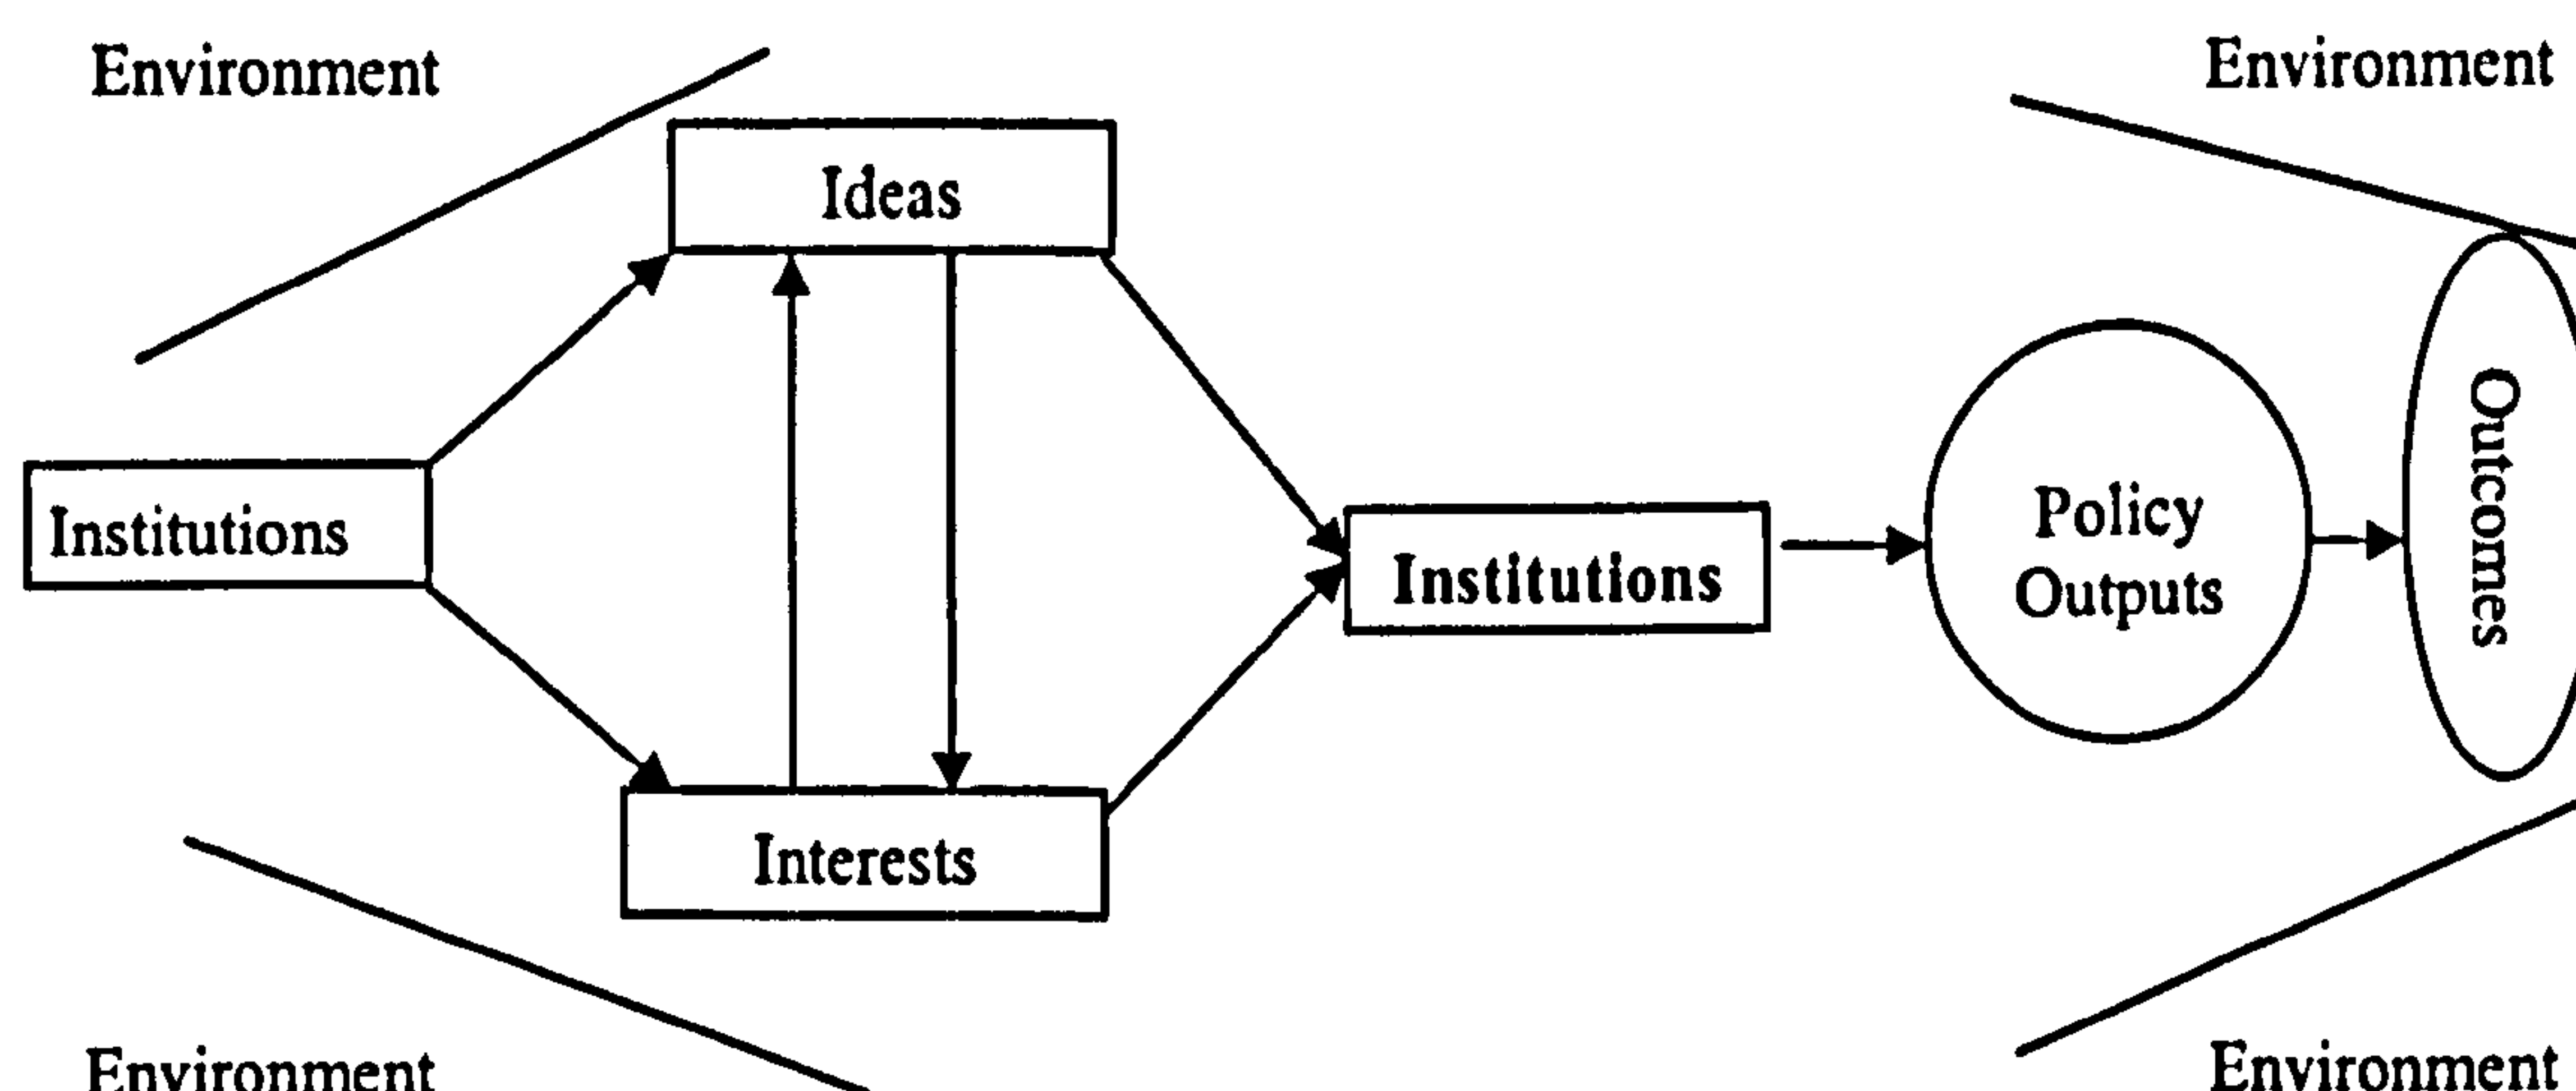 Environment
Environment
Ideas
Institutions
Institutions
Policy
Outputs
Outcomes
Interests
Environment
Environment